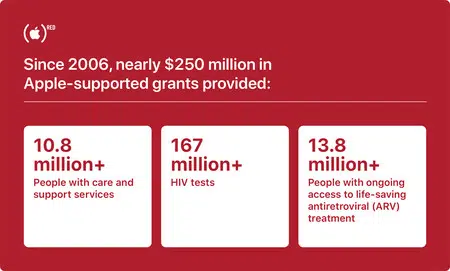 ()RED
Since 2006, nearly $250 million in
Apple-supported grants provided:
10.8
million+
People with care and
support services
167
million+
HIV tests
13.8
million+
People with ongoing
access to life-saving
antiretroviral (ARV)
treatment